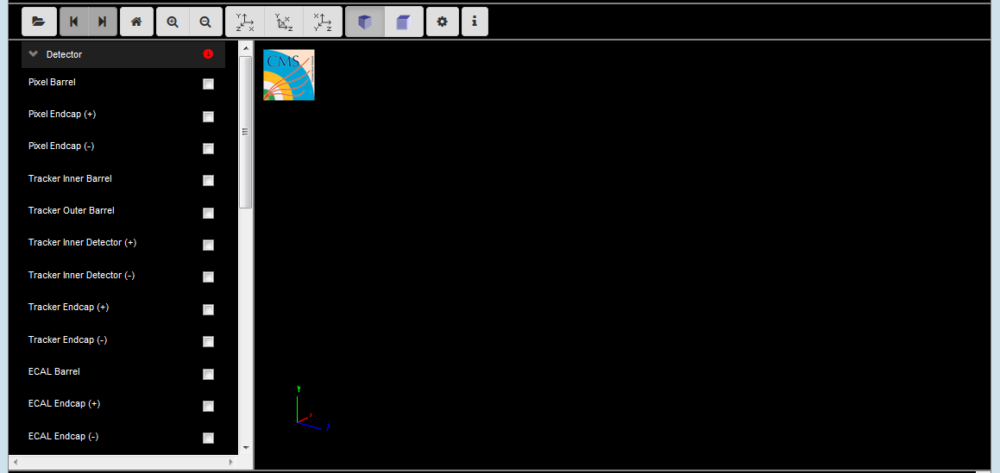 Y Z X
Y X Z
X Y Z
Detector
CMS
Pixel Barrel
Pixel Endcap (+)
Pixel Endcap (-)
Tracker Inner Barrel
Tracker Outer Barrel
Tracker Inner Detector (+)
Tracker Inner Detector (-)
Tracker Endcap (+)
Tracker Endcap (-)
ECAL Barrel
ECAL Endcap (+)
ECAL Endcap (-)
Y